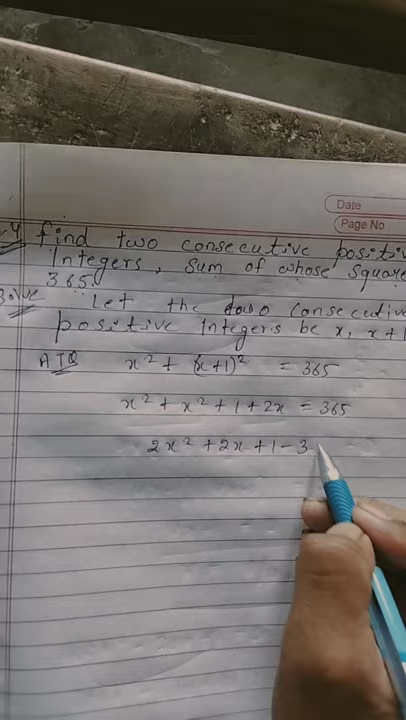 Date
Page No
find two consecutive positiv
Integers, sum of whose square
365.
Solve Let the two consecutive
positive Integers be x, x+1
ATQ x² + (x+1)² = 365
x² + x² + 1 + 2x = 365
2x² + 2x + 1 - 3